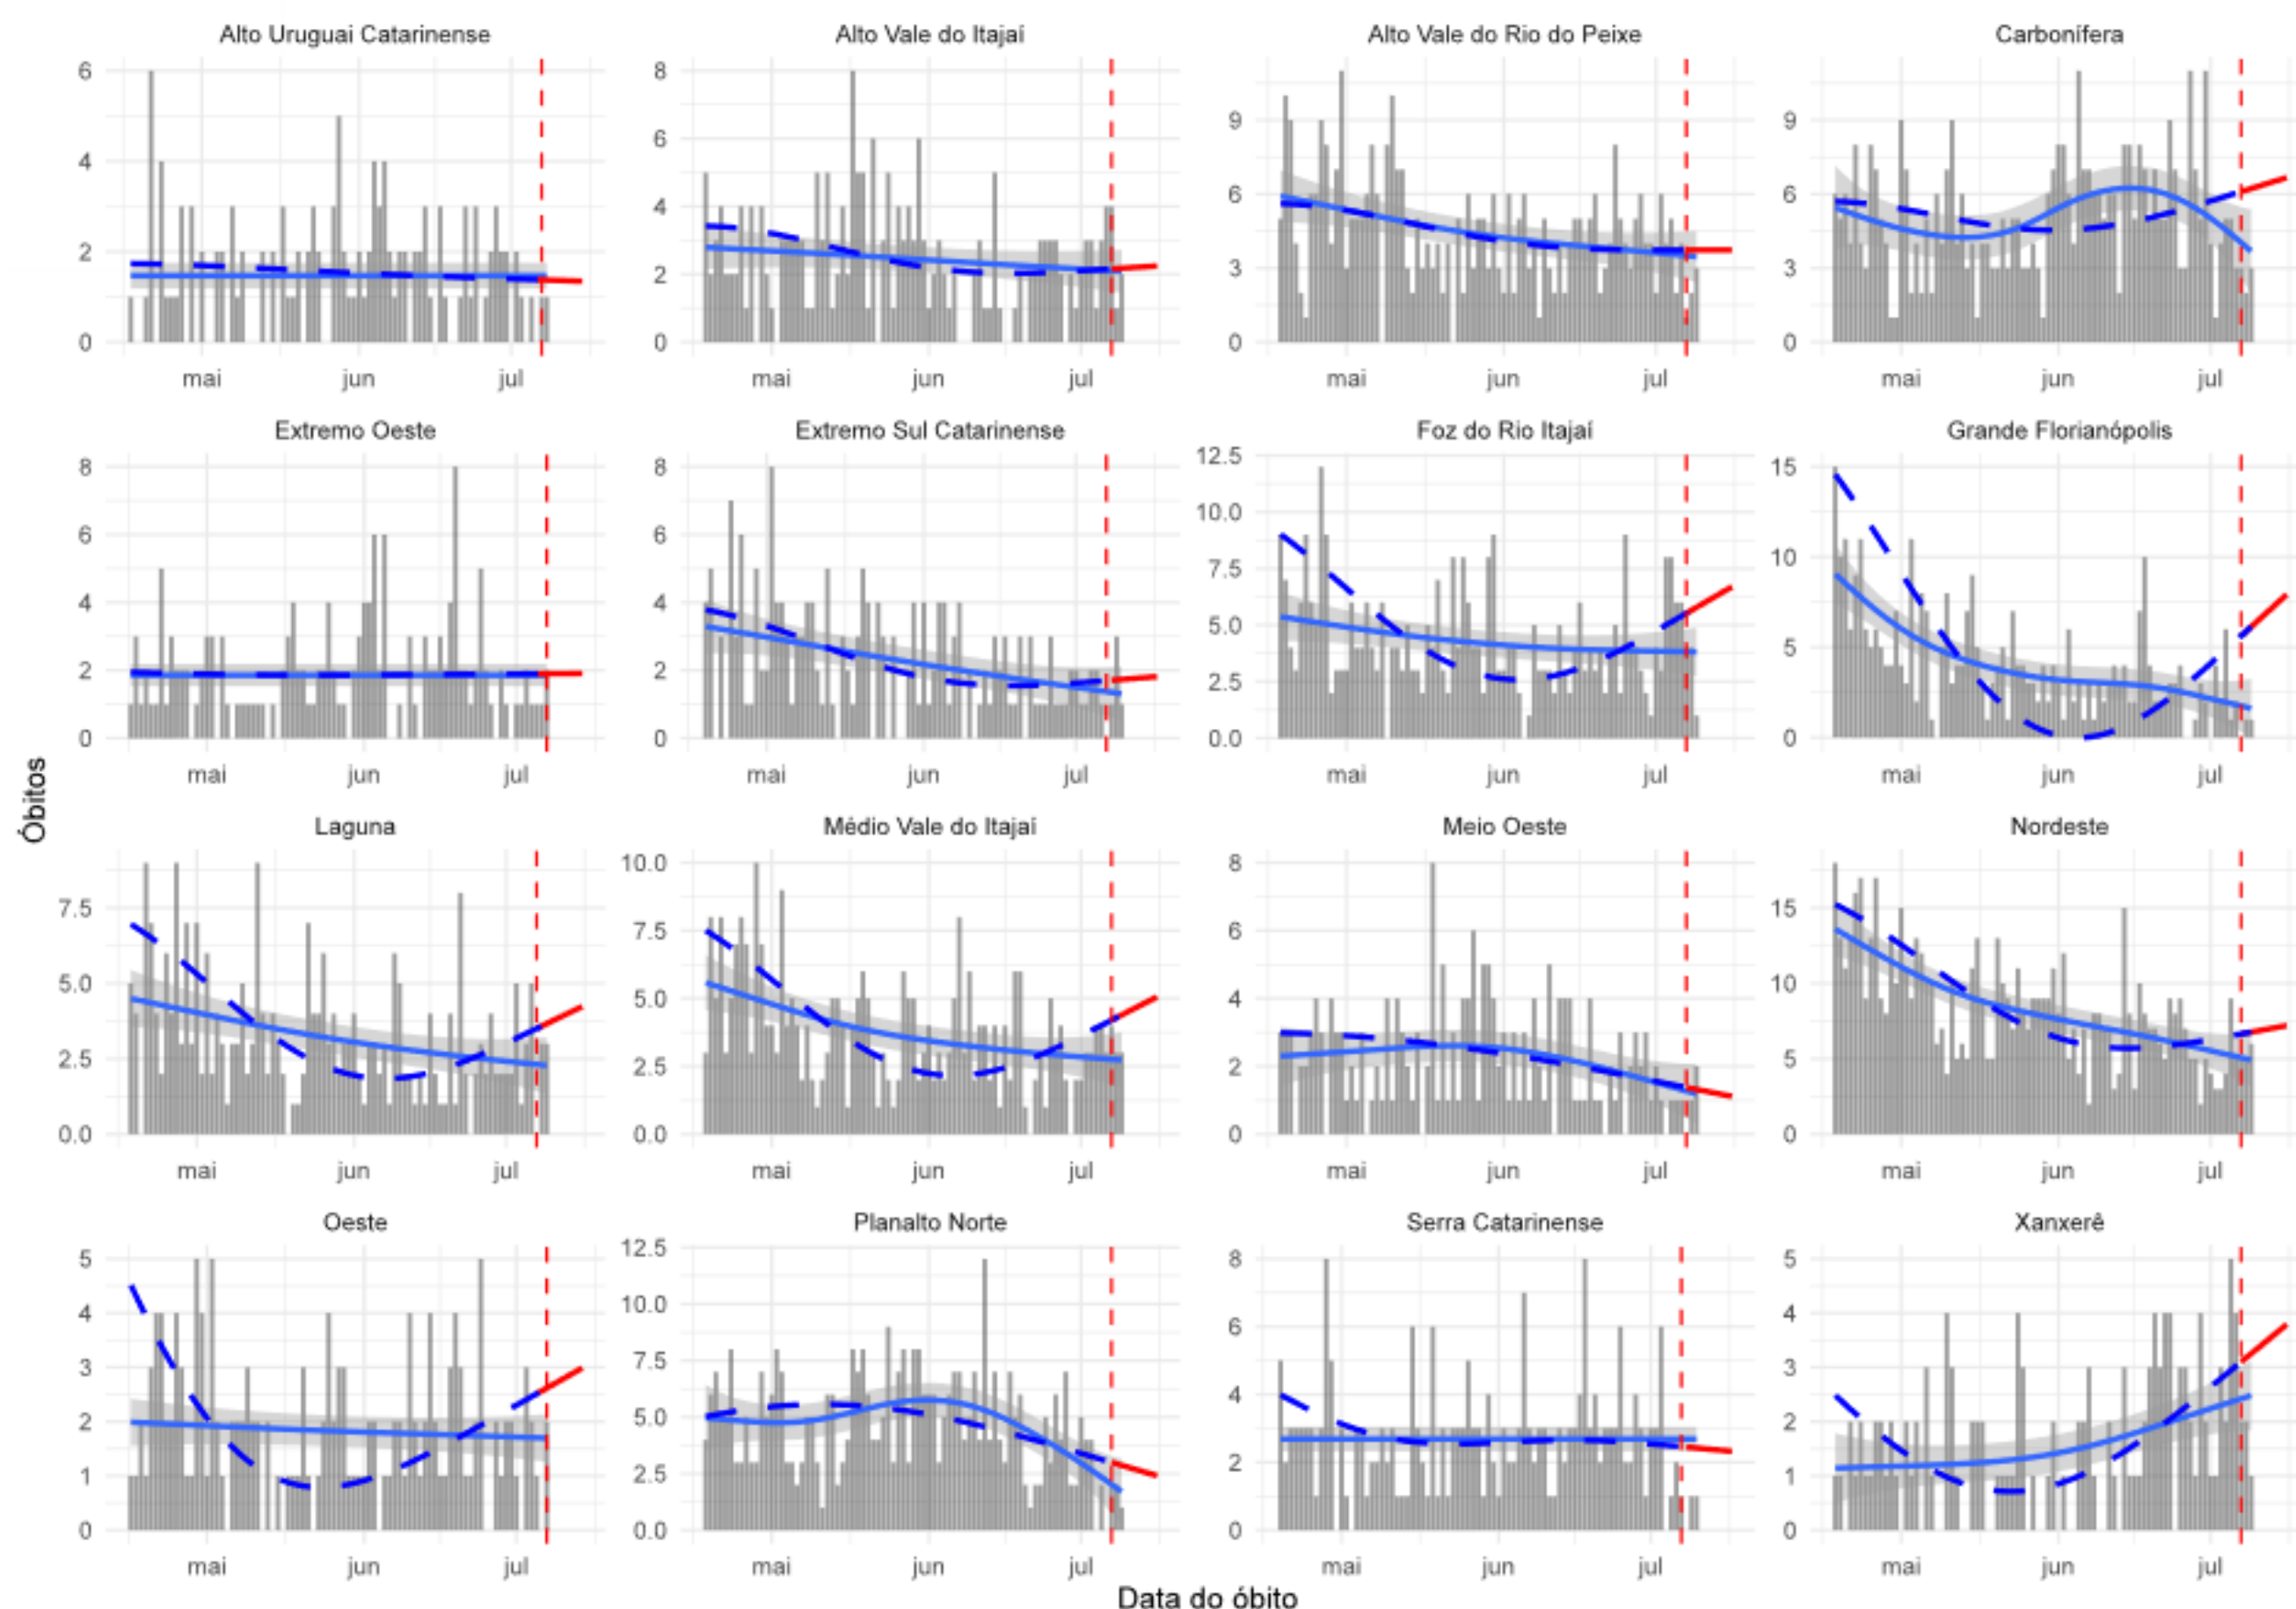 Alto Uruguai Catarinense
Alto Vale do Itajaí
Alto Vale do Rio do Peixe
Carbonífera
6
4
2
0
mai jun jul
8
6
4
2
0
mai jun jul
9
6
3
0
mai jun jul
9
6
3
0
mai jun jul
Extremo Oeste
Extremo Sul Catarinense
Foz do Rio Itajaí
Grande Florianópolis
8
6
4
2
0
mai jun jul
8
6
4
2
0
mai jun jul
12.5
10.0
7.5
5.0
2.5
0.0
mai jun jul
15
10
5
0
mai jun jul
Óbitos
Laguna
Médio Vale do Itajaí
Meio Oeste
Nordeste
7.5
5.0
2.5
0.0
mai jun jul
10.0
7.5
5.0
2.5
0.0
mai jun jul
8
6
4
2
0
mai jun jul
15
10
5
0
mai jun jul
Oeste
Planalto Norte
Serra Catarinense
Xanxerê
5
4
3
2
1
0
mai jun jul
12.5
10.0
7.5
5.0
2.5
0.0
mai jun jul
8
6
4
2
0
mai jun jul
5
4
3
2
1
0
mai jun jul
Data do óbito